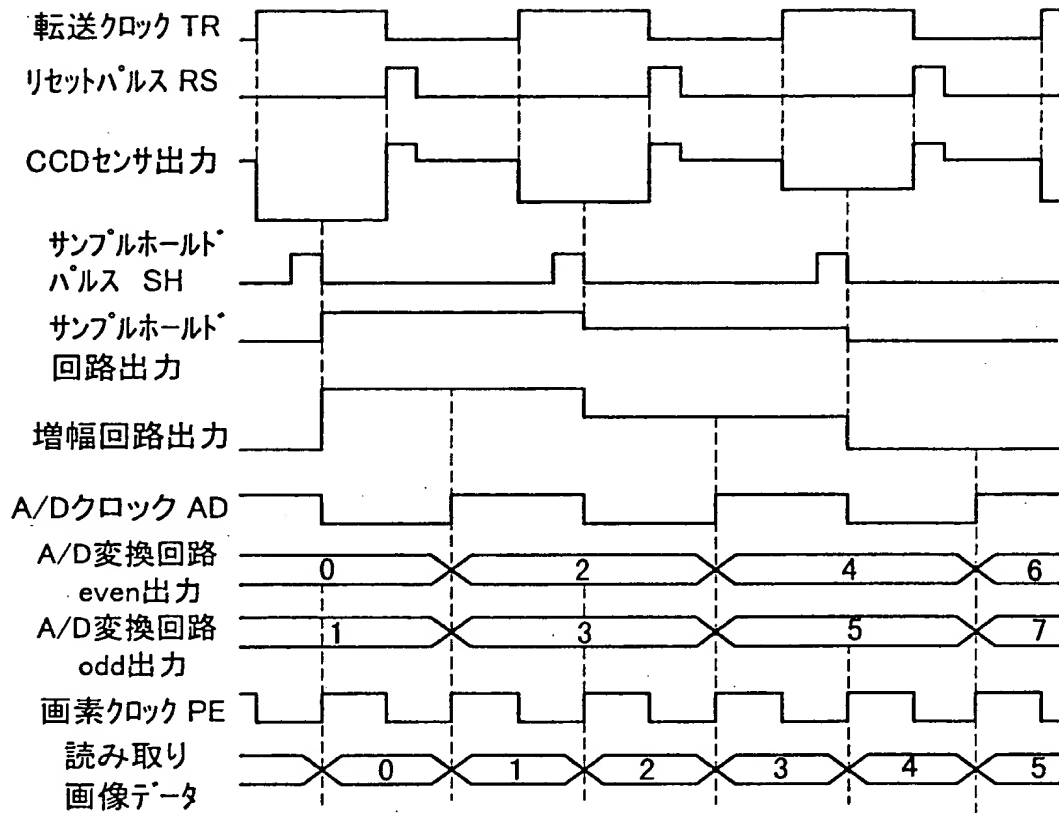 転送クロック TR
リセットパルス RS
CCDセンサ出力
サンプルホールド
パルス SH
サンプルホールド
回路出力
増幅回路出力
A/Dクロック AD
A/D変換回路
even出力
0 2 4 6
A/D変換回路
odd出力
1 3 5 7
画素クロック PE
読み取り
画像データ
0 1 2 3 4 5